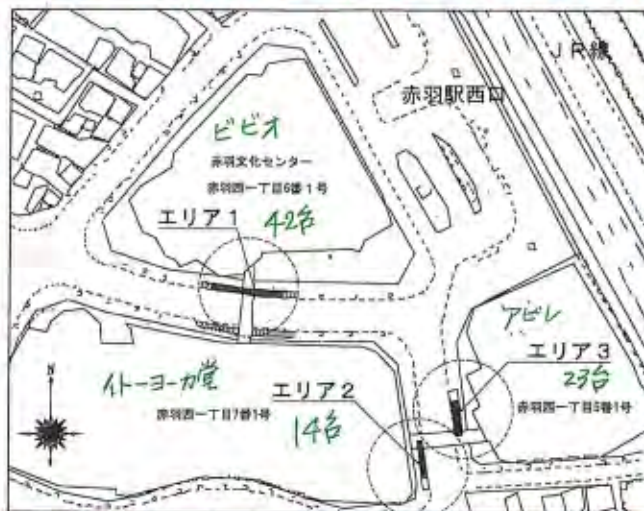 JR線
赤羽駅西口
ビビオ
赤羽文化センター
赤羽西一丁目6番1号
エリア1
42台
アピレ
エリア3
23台
赤羽西一丁目5番1号
イトーヨーカ堂
エリア2
赤羽西一丁目7番1号
14台
N